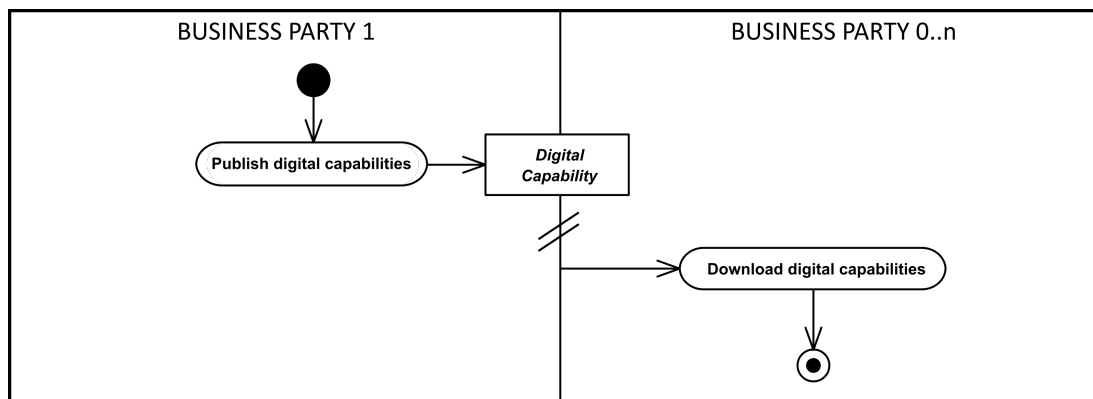 BUSINESS PARTY 1
BUSINESS PARTY 0..n
Publish digital capabilities
Digital
Capability
Download digital capabilities